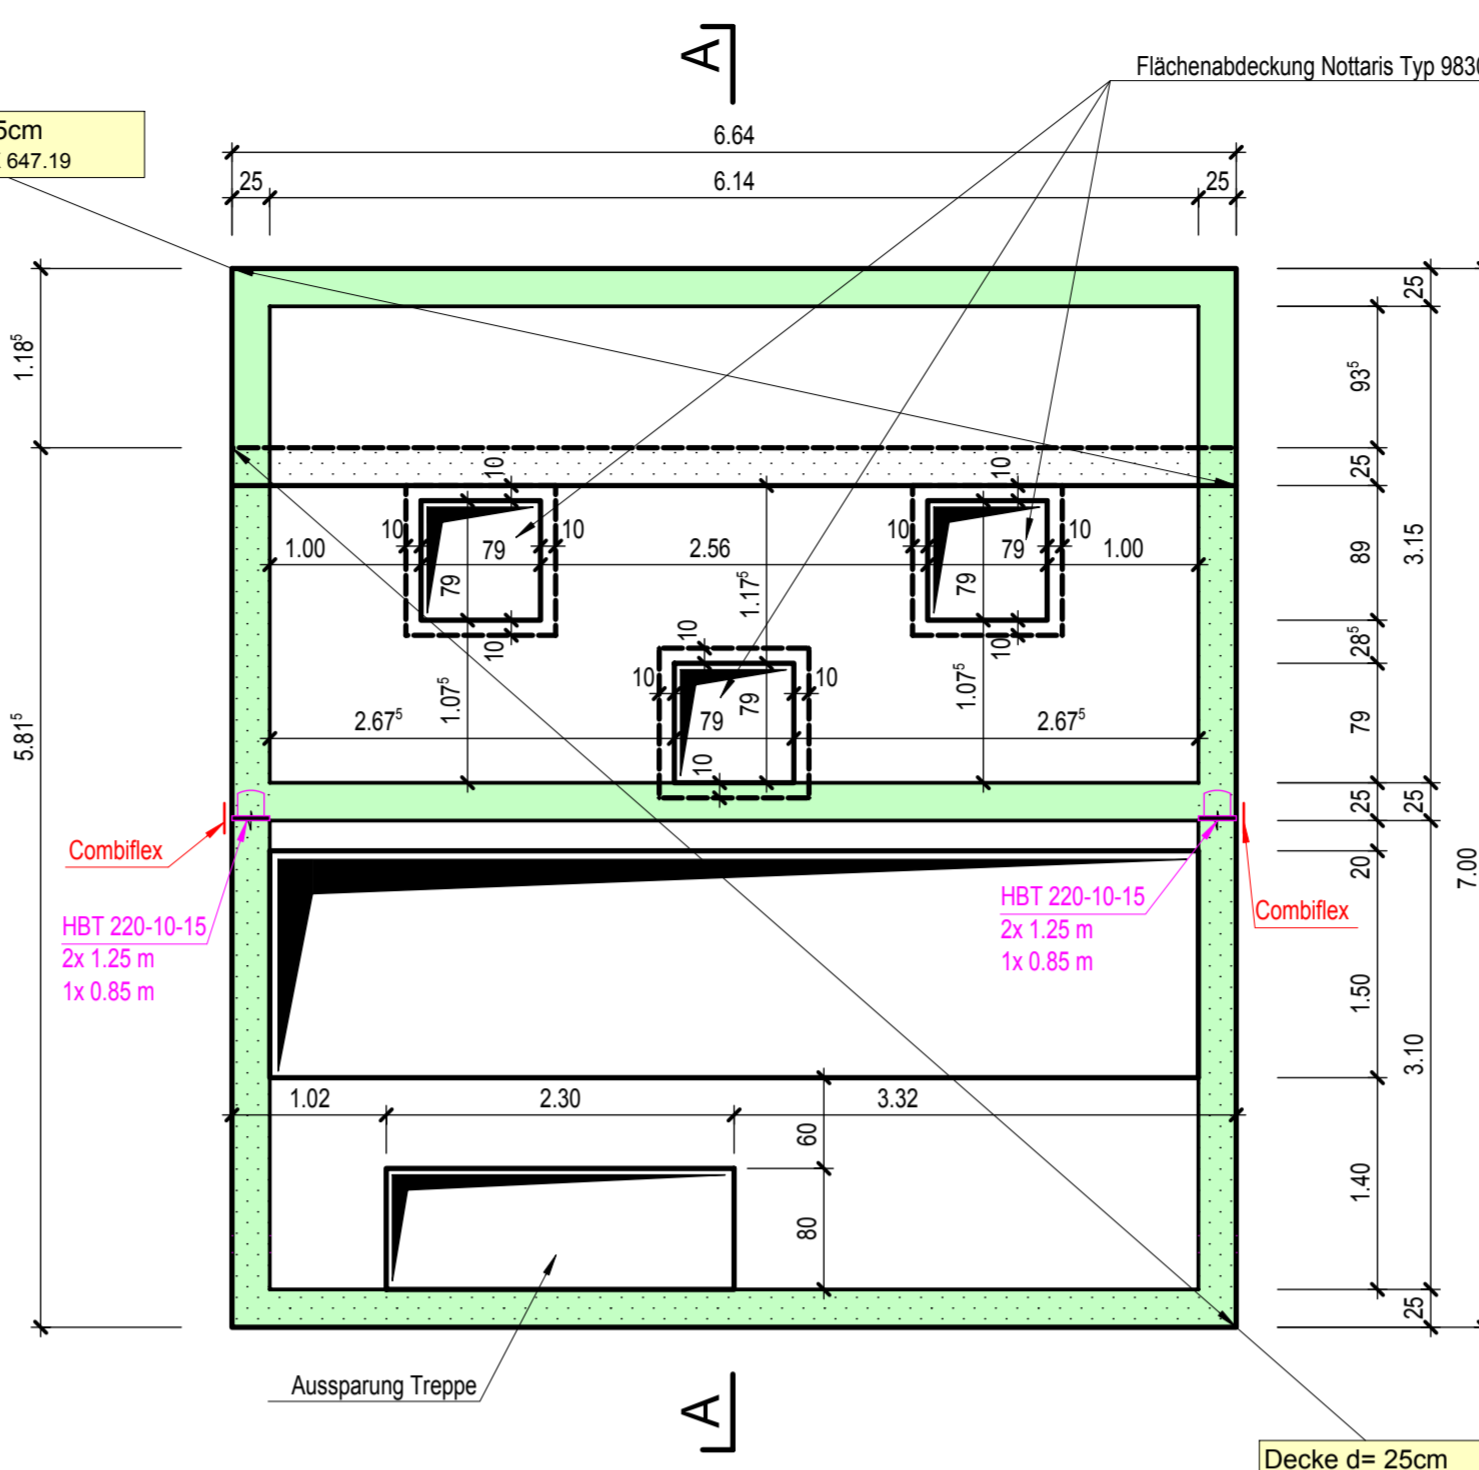 A
Flächenabdeckung Nottaris Typ 983
5cm
647.19
6.64
25 6.14 25
1.18⁵
5.81⁵
25
93⁵
25
89
3.15
28⁵
79
25
25
20
7.00
1.50
3.10
1.40
25
10
10
10 10
10 10
1.00 79 2.56 79 1.00
79
1.17⁵
79
10
10
10
1.07⁵
1.07⁵
10 10
2.67⁵ 79 2.67⁵
79
10
Combiflex
HBT 220-10-15
2x 1.25 m
1x 0.85 m
HBT 220-10-15
2x 1.25 m
1x 0.85 m
Combiflex
1.02 2.30 3.32
60
80
Aussparung Treppe
A
Decke d= 25cm